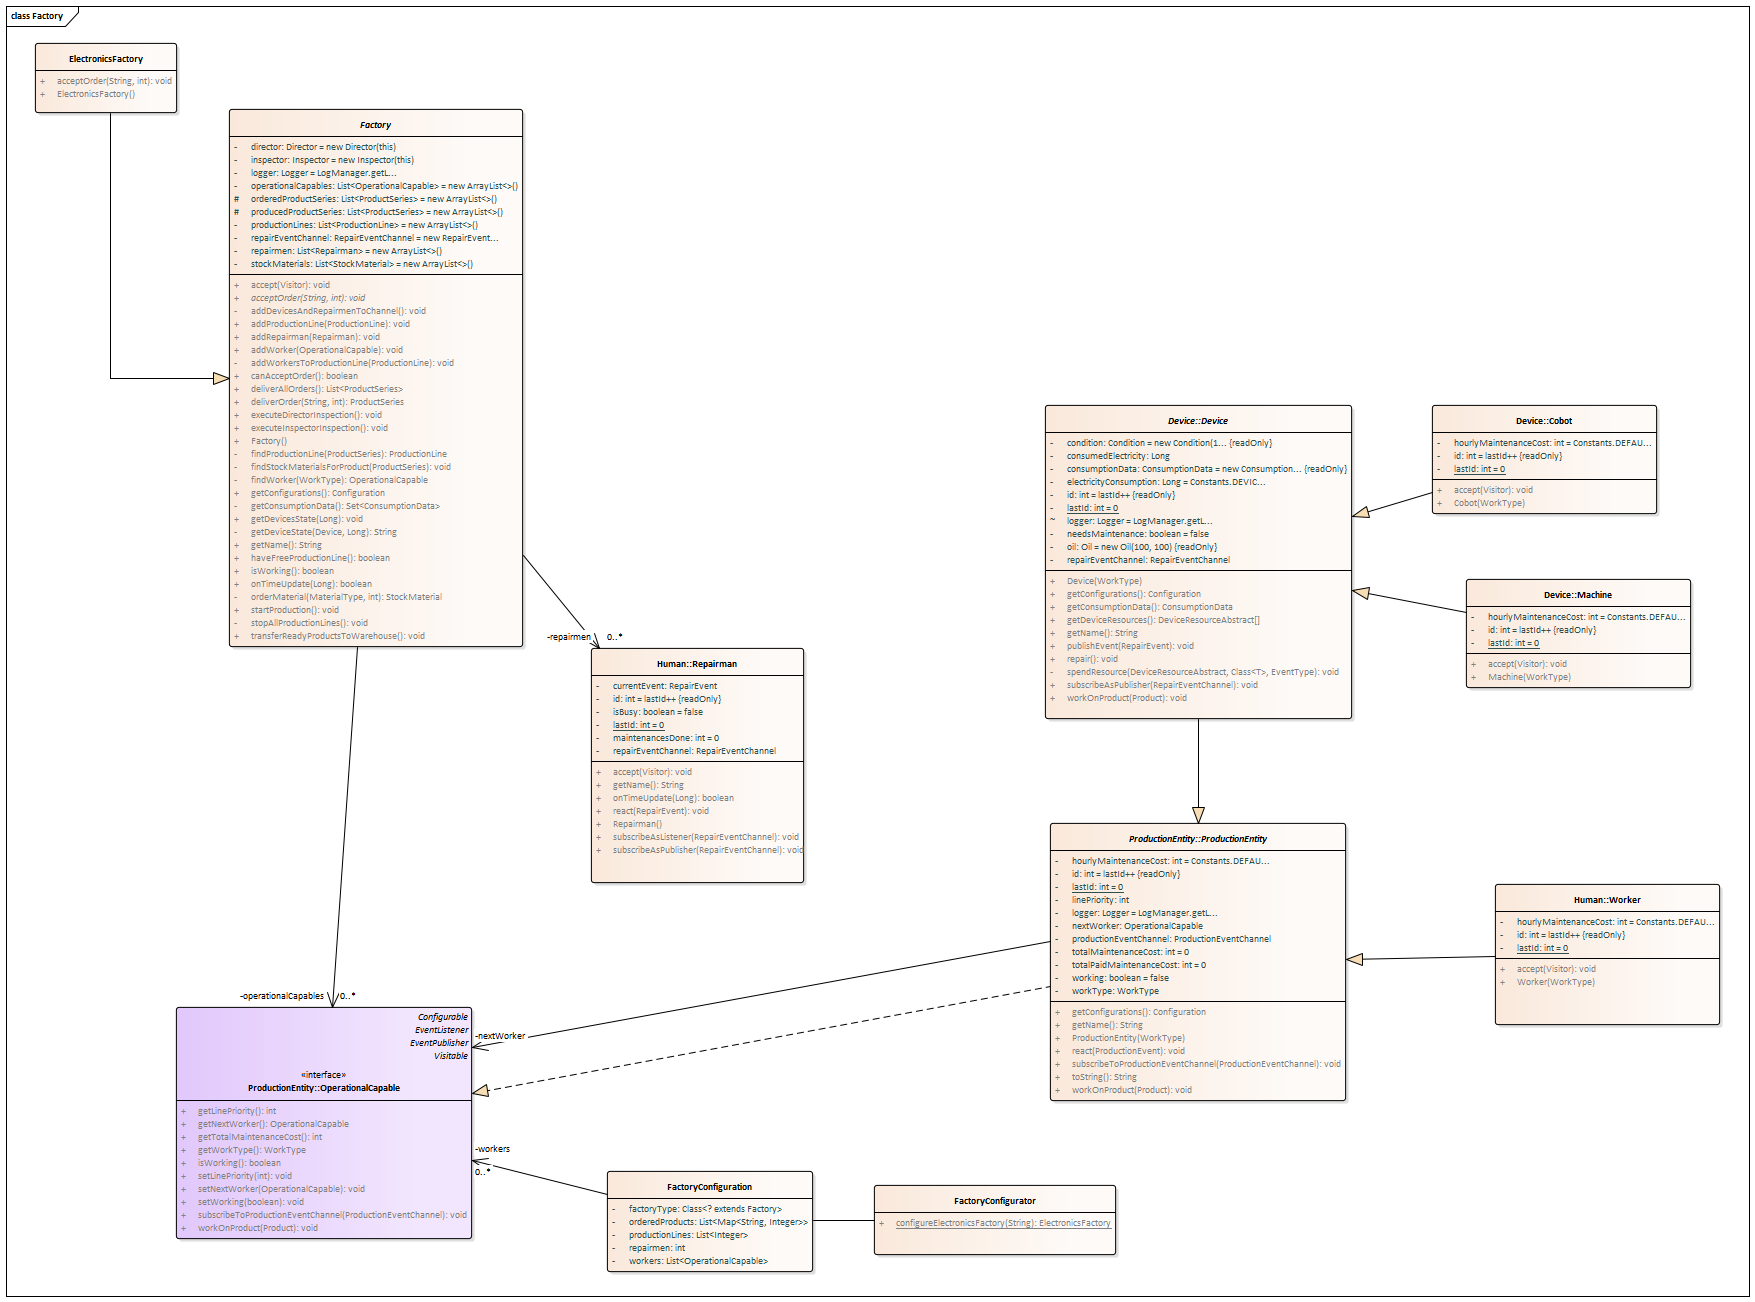 class Factory
ElectronicsFactory
+ acceptOrder(String, int): void
+ ElectronicsFactory()
Factory
- director: Director = new Director(this)
- inspector: Inspector = new Inspector(this)
- logger: Logger = LogManager.getL...
- operationalCapables: List<OperationalCapable> = new ArrayList<>()
# orderedProductSeries: List<ProductSeries> = new ArrayList<>()
# producedProductSeries: List<ProductSeries> = new ArrayList<>()
- productionLines: List<ProductionLine> = new ArrayList<>()
- repairEventChannel: RepairEventChannel = new RepairEvent...
- repairmen: List<Repairman> = new ArrayList<>()
- stockMaterials: List<StockMaterial> = new ArrayList<>()
+ accept(Visitor): void
+ acceptOrder(String, int): void
- addDevicesAndRepairmenToChannel(): void
+ addProductionLine(ProductionLine): void
+ addRepairman(Repairman): void
+ addWorker(OperationalCapable): void
- addWorkersToProductionLine(ProductionLine): void
+ canAcceptOrder(): boolean
+ deliverAllOrders(): List<ProductSeries>
+ deliverOrder(String, int): ProductSeries
+ executeDirectorInspection(): void
+ executeInspectorInspection(): void
+ Factory()
- findProductionLine(ProductSeries): ProductionLine
- findStockMaterialsForProduct(ProductSeries): void
- findWorker(WorkType): OperationalCapable
+ getConfigurations(): Configuration
- getConsumptionData(): Set<ConsumptionData>
+ getDevicesState(Long): void
- getDeviceState(Device, Long): String
+ getName(): String
+ haveFreeProductionLine(): boolean
+ isWorking(): boolean
+ onTimeUpdate(Long): boolean
- orderMaterial(MaterialType, int): StockMaterial
+ startProduction(): void
- stopAllProductionLines(): void
+ transferReadyProductsToWarehouse(): void
-repairmen 0..*
Human::Repairman
- currentEvent: RepairEvent
- id: int = lastId++ {readOnly}
- isBusy: boolean = false
- lastId: int = 0
- maintenancesDone: int = 0
- repairEventChannel: RepairEventChannel
+ accept(Visitor): void
+ getName(): String
+ onTimeUpdate(Long): boolean
+ react(RepairEvent): void
+ Repairman()
+ subscribeAsListener(RepairEventChannel): void
+ subscribeAsPublisher(RepairEventChannel): void
Device::Device
- condition: Condition = new Condition(1... {readOnly}
- consumedElectricity: Long
- consumptionData: ConsumptionData = new Consumption... {readOnly}
- electricityConsumption: Long = Constants.DEVIC...
- id: int = lastId++ {readOnly}
- lastId: int = 0
~ logger: Logger = LogManager.getL...
- needsMaintenance: boolean = false
- oil: Oil = new Oil(100, 100) {readOnly}
- repairEventChannel: RepairEventChannel
+ Device(WorkType)
+ getConfigurations(): Configuration
+ getConsumptionData(): ConsumptionData
+ getDeviceResources(): DeviceResourceAbstract[]
+ getName(): String
+ publishEvent(RepairEvent): void
+ repair(): void
- spendResource(DeviceResourceAbstract, Class<T>, EventType): void
+ subscribeAsPublisher(RepairEventChannel): void
+ workOnProduct(Product): void
Device::Cobot
- hourlyMaintenanceCost: int = Constants.DEFAU...
- id: int = lastId++ {readOnly}
- lastId: int = 0
+ accept(Visitor): void
+ Cobot(WorkType)
Device::Machine
- hourlyMaintenanceCost: int = Constants.DEFAU...
- id: int = lastId++ {readOnly}
- lastId: int = 0
+ accept(Visitor): void
+ Machine(WorkType)
ProductionEntity::ProductionEntity
- hourlyMaintenanceCost: int = Constants.DEFAU...
- id: int = lastId++ {readOnly}
- lastId: int = 0
- linePriority: int
- logger: Logger = LogManager.getL...
- nextWorker: OperationalCapable
- productionEventChannel: ProductionEventChannel
- totalMaintenanceCost: int = 0
- totalPaidMaintenanceCost: int = 0
- working: boolean = false
- workType: WorkType
+ getConfigurations(): Configuration
+ getName(): String
+ ProductionEntity(WorkType)
+ react(ProductionEvent): void
+ subscribeToProductionEventChannel(ProductionEventChannel): void
+ toString(): String
+ workOnProduct(Product): void
Human::Worker
- hourlyMaintenanceCost: int = Constants.DEFAU...
- id: int = lastId++ {readOnly}
- lastId: int = 0
+ accept(Visitor): void
+ Worker(WorkType)
-operationalCapables 0..*
Configurable
EventListener
EventPublisher
Visitable
«interface»
ProductionEntity::OperationalCapable
+ getLinePriority(): int
+ getNextWorker(): OperationalCapable
+ getTotalMaintenanceCost(): int
+ getWorkType(): WorkType
+ isWorking(): boolean
+ setLinePriority(int): void
+ setNextWorker(OperationalCapable): void
+ setWorking(boolean): void
+ subscribeToProductionEventChannel(ProductionEventChannel): void
+ workOnProduct(Product): void
-nextWorker
-workers
0..*
FactoryConfiguration
- factoryType: Class<? extends Factory>
- orderedProducts: List<Map<String, Integer>>
- productionLines: List<Integer>
- repairmen: int
- workers: List<OperationalCapable>
FactoryConfigurator
+ configureElectronicsFactory(String): ElectronicsFactory